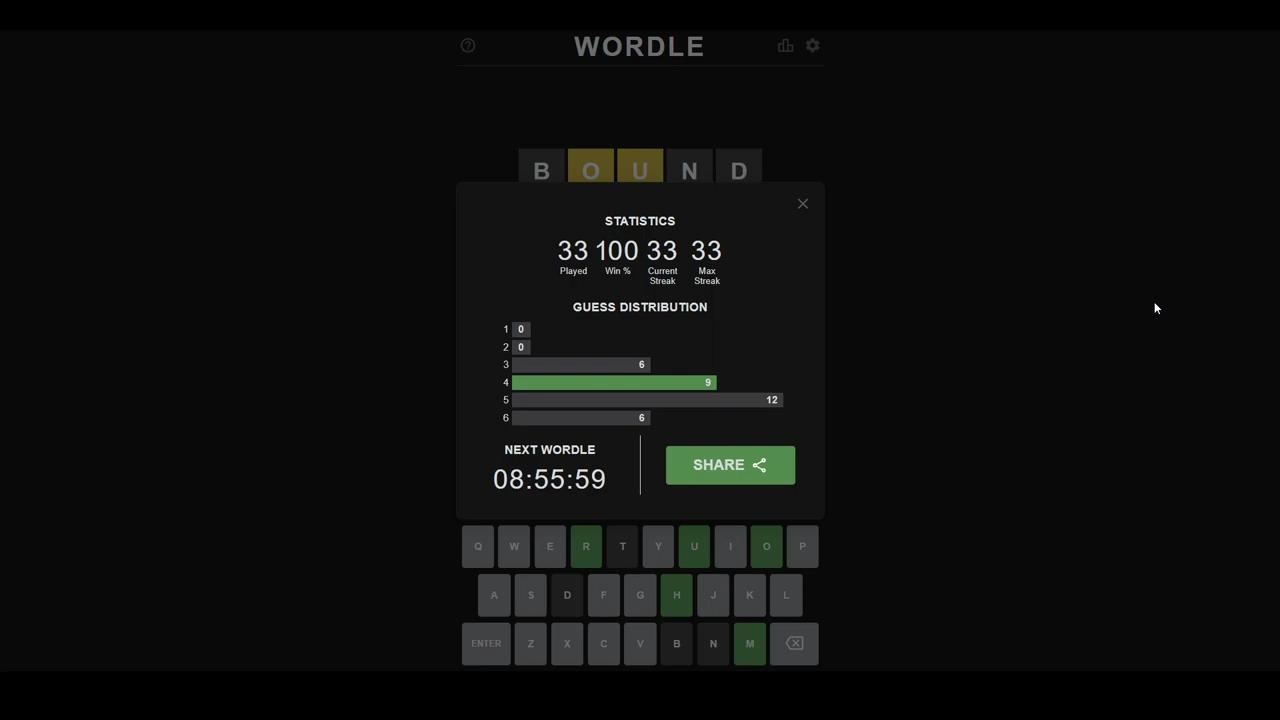 WORDLE
B O U N D
STATISTICS
33 100 33 33
Played Win % Current Streak Max Streak
GUESS DISTRIBUTION
1 0
2 0
3 6
4 9
5 12
6 6
NEXT WORDLE
08:55:59
SHARE
Q W E R T Y U I O P
A S D F G H J K L
ENTER Z X C V B N M